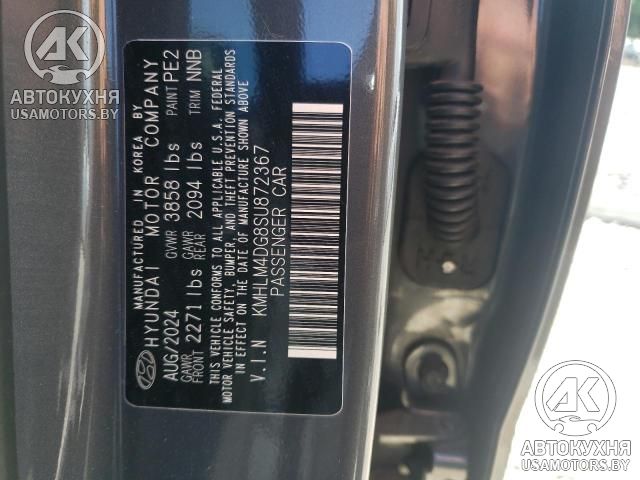 MANUFACTURED IN KOREA BY
HYUNDAI MOTOR COMPANY
AUG/2024 GVWR 3858 lbs PAINT PE2
GAWR FRONT 2271 lbs GAWR REAR 2094 lbs TRIM NNB
THIS VEHICLE CONFORMS TO ALL APPLICABLE U.S.A. FEDERAL
MOTOR VEHICLE SAFETY, BUMPER, AND THEFT PREVENTION STANDARDS
IN EFFECT ON THE DATE OF MANUFACTURE SHOWN ABOVE
V.I.N KMHLM4DG8SU872367
PASSENGER CAR
АК
АВТОКУХНЯ
USAMOTORS.BY
АК
АВТОКУХНЯ
USAMOTORS.BY